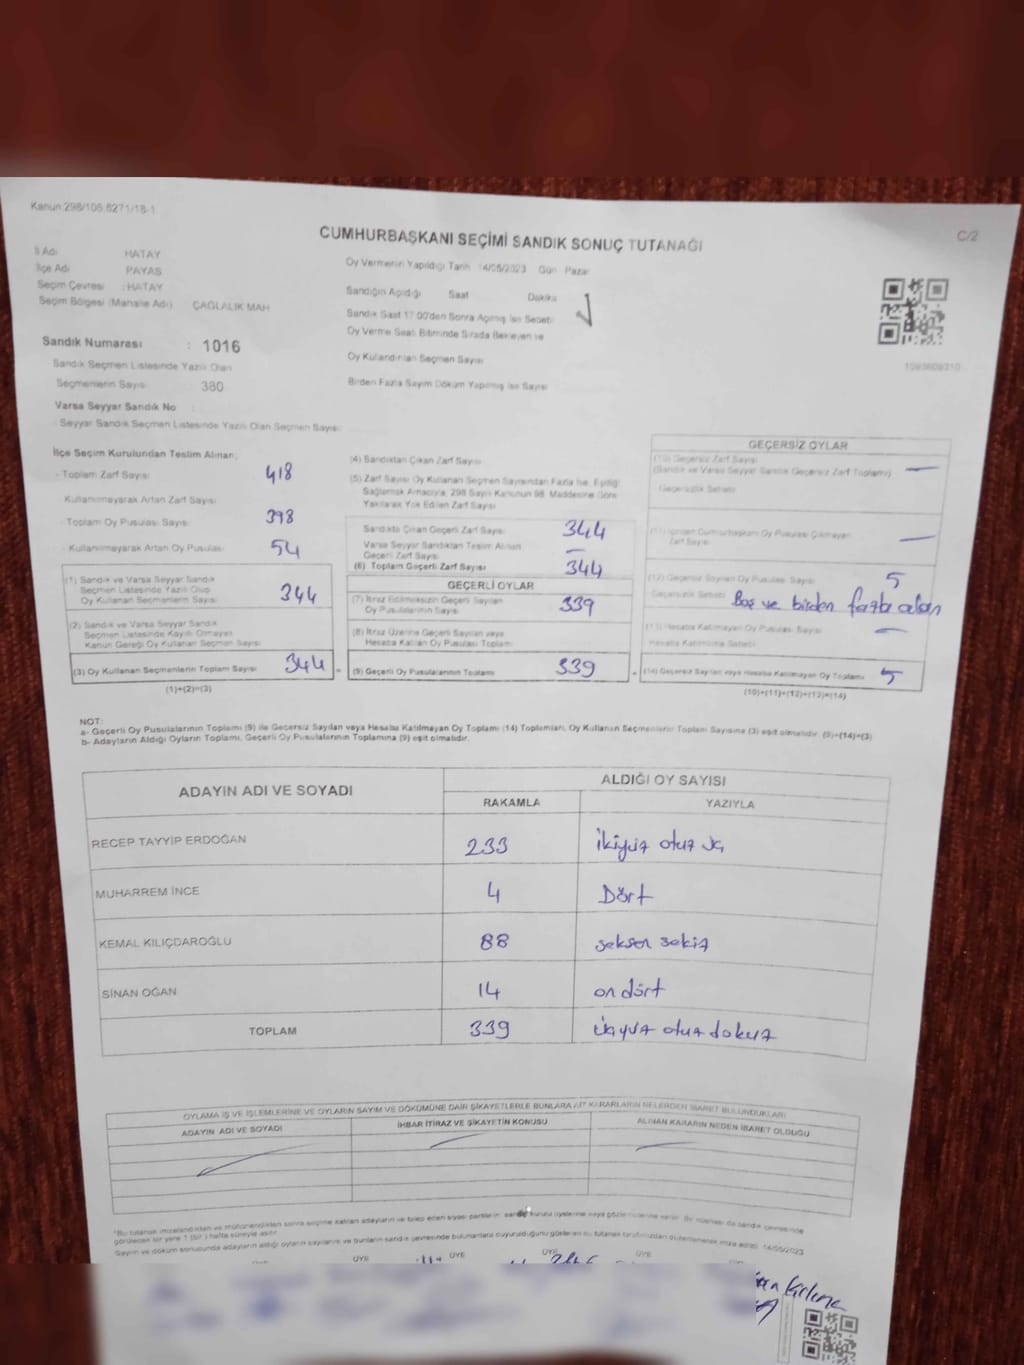 Kanun:298/105,6271/18-1
C/2
CUMHURBAŞKANI SEÇİMİ SANDIK SONUÇ TUTANAĞI
İl Adı : HATAY
İlçe Adı PAYAS
Seçim Çevresi : HATAY
Seçim Bölgesi (Mahalle Adı) ÇAĞLALIK MAH
Oy Vermenin Yapıldığı Tarih 14/05/2023 Gün Pazar
Sandığın Açıldığı Saat Dakika
Sandık Saat 17:00'den Sonra Açılmış İse Sebebi
Oy Verme Saati Bitiminde Sırada Bekleyen ve
Oy Kullandırılan Seçmen Sayısı
Birden Fazla Sayım Döküm Yapılmış İse Sayısı
Sandık Numarası : 1016
Sandık Seçmen Listesinde Yazılı Olan
Seçmenlerin Sayısı 380
Varsa Seyyar Sandık No
Seyyar Sandık Seçmen Listesinde Yazılı Olan Seçmen Sayısı:
İlçe Seçim Kurulundan Teslim Alınan;
- Toplam Zarf Sayısı 418
Kullanılmayarak Artan Zarf Sayısı
- Toplam Oy Pusulası Sayısı 398
- Kullanılmayarak Artan Oy Pusulası 54
(1) Sandık ve Varsa Seyyar Sandık
Seçmen Listesinde Yazılı Olup
Oy Kullanan Seçmenlerin Sayısı 344
(2) Sandık ve Varsa Seyyar Sandık
Seçmen Listesinde Kayıtlı Olmayan
Kanun Gereği Oy Kullanan Seçmen Sayısı
(3) Oy Kullanan Seçmenlerin Toplam Sayısı 344
(1)+(2)=(3)
(4) Sandıktan Çıkan Zarf Sayısı
(5) Zarf Sayısı Oy Kullanan Seçmen Sayısından Fazla İse, Eşitliği
Sağlamak Amacıyla, 298 Sayılı Kanunun 98. Maddesine Göre
Yakılarak Yok Edilen Zarf Sayısı
Sandıkta Çıkan Geçerli Zarf Sayısı 344
Varsa Seyyar Sandıktan Teslim Alınan
Geçerli Zarf Sayısı –
(6) Toplam Geçerli Zarf Sayısı 344
GEÇERLİ OYLAR
(7) İtiraz Edilmeksizin Geçerli Sayılan
Oy Pusulalarının Sayısı 339
(8) İtiraz Üzerine Geçerli Sayılan veya
Hesaba Katılan Oy Pusulası Toplamı
(9) Geçerli Oy Pusulalarının Toplamı 339
GEÇERSİZ OYLAR
(10) Geçersiz Zarf Sayısı
(Sandık ve Varsa Seyyar Sandık Geçersiz Zarf Toplamı) —
Geçersizlik Sebebi
(11) İçinden Cumhurbaşkanı Oy Pusulası Çıkmayan
Zarf Sayısı —
(12) Geçersiz Sayılan Oy Pusulası Sayısı 5
Geçersizlik Sebebi Boş ve birden fazla olan
(13) Hesaba Katılmayan Oy Pusulası Sayısı —
Hesaba Katılmama Sebebi
(14) Geçersiz Sayılan veya Hesaba Katılmayan Oy Toplamı 5
(10)+(11)+(12)+(13)=(14)
NOT:
a- Geçerli Oy Pusulalarının Toplamı (9) ile Geçersiz Sayılan veya Hesaba Katılmayan Oy Toplamı (14) Toplamları, Oy Kullanan Seçmenlerin Toplam Sayısına (3) eşit olmalıdır. (9)+(14)=(3)
b- Adayların Aldığı Oyların Toplamı, Geçerli Oy Pusulalarının Toplamına (9) eşit olmalıdır.
ADAYIN ADI VE SOYADI
ALDIĞI OY SAYISI
RAKAMLA YAZIYLA
RECEP TAYYİP ERDOĞAN 233 ikiyüz otuz üç
MUHARREM İNCE 4 Dört
KEMAL KILIÇDAROĞLU 88 seksen sekiz
SİNAN OĞAN 14 on dört
TOPLAM 339 üçyüz otuz dokuz
OYLAMA İŞ VE İŞLEMLERİNE VE OYLARIN SAYIM VE DÖKÜMÜNE DAİR ŞİKAYETLERLE BUNLARA AİT KARARLARIN NELERDEN İBARET BULUNDUKLARI
ADAYIN ADI VE SOYADI İHBAR İTİRAZ VE ŞİKAYETİN KONUSU ALINAN KARARIN NEDEN İBARET OLDUĞU
ÜYE ÜYE ÜYE ÜYE